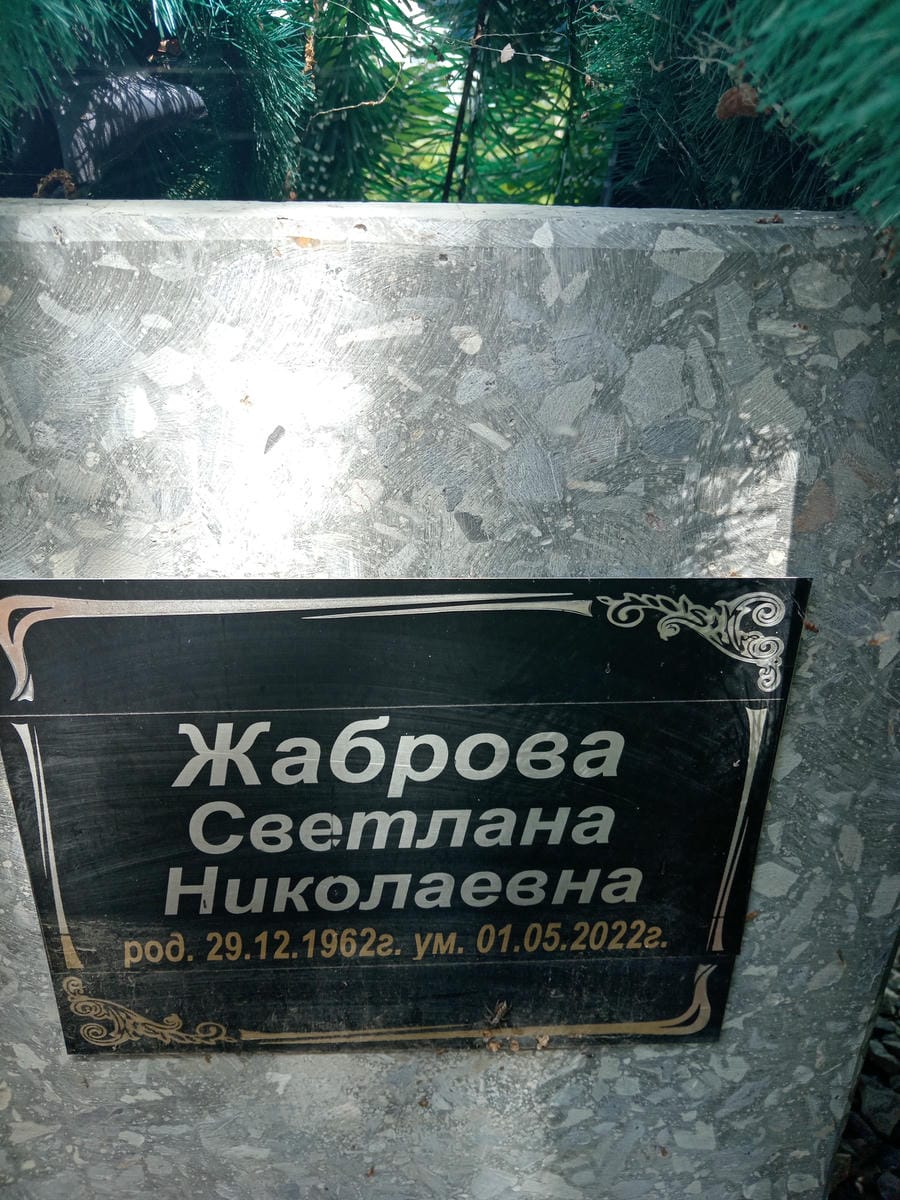 Жаброва
Светлана
Николаевна
род. 29.12.1962г. ум. 01.05.2022г.